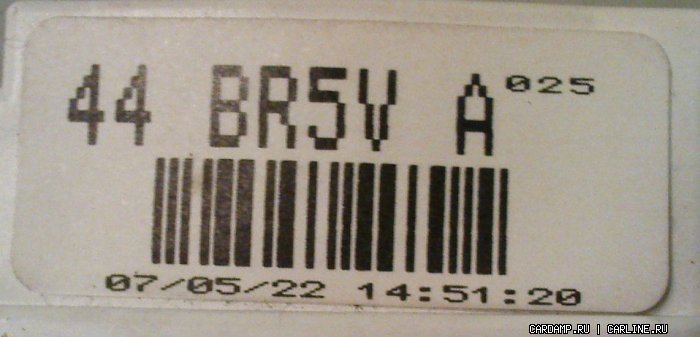 44 BR5V A 025
07/05/22 14:51:20
CARDAMP.RU | CARLINE.RU